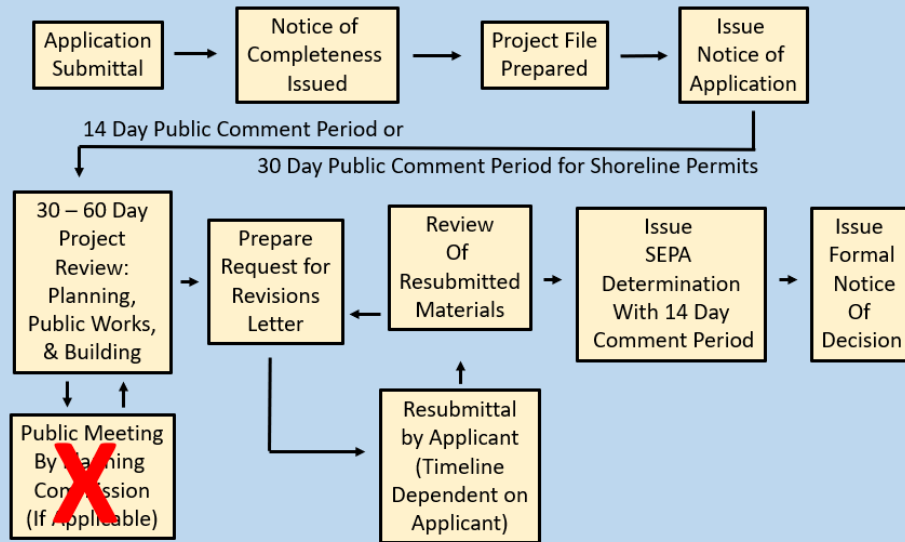 Application
Submittal
Notice of
Completeness
Issued
Project File
Prepared
Issue
Notice of
Application
14 Day Public Comment Period or
30 Day Public Comment Period for Shoreline Permits
30 – 60 Day
Project
Review:
Planning,
Public Works,
& Building
Prepare
Request for
Revisions
Letter
Review
Of
Resubmitted
Materials
Issue
SEPA
Determination
With 14 Day
Comment Period
Issue
Formal
Notice
Of
Decision
Public Meeting
By Planning
Commission
(If Applicable)
X
Resubmittal
by Applicant
(Timeline
Dependent on
Applicant)